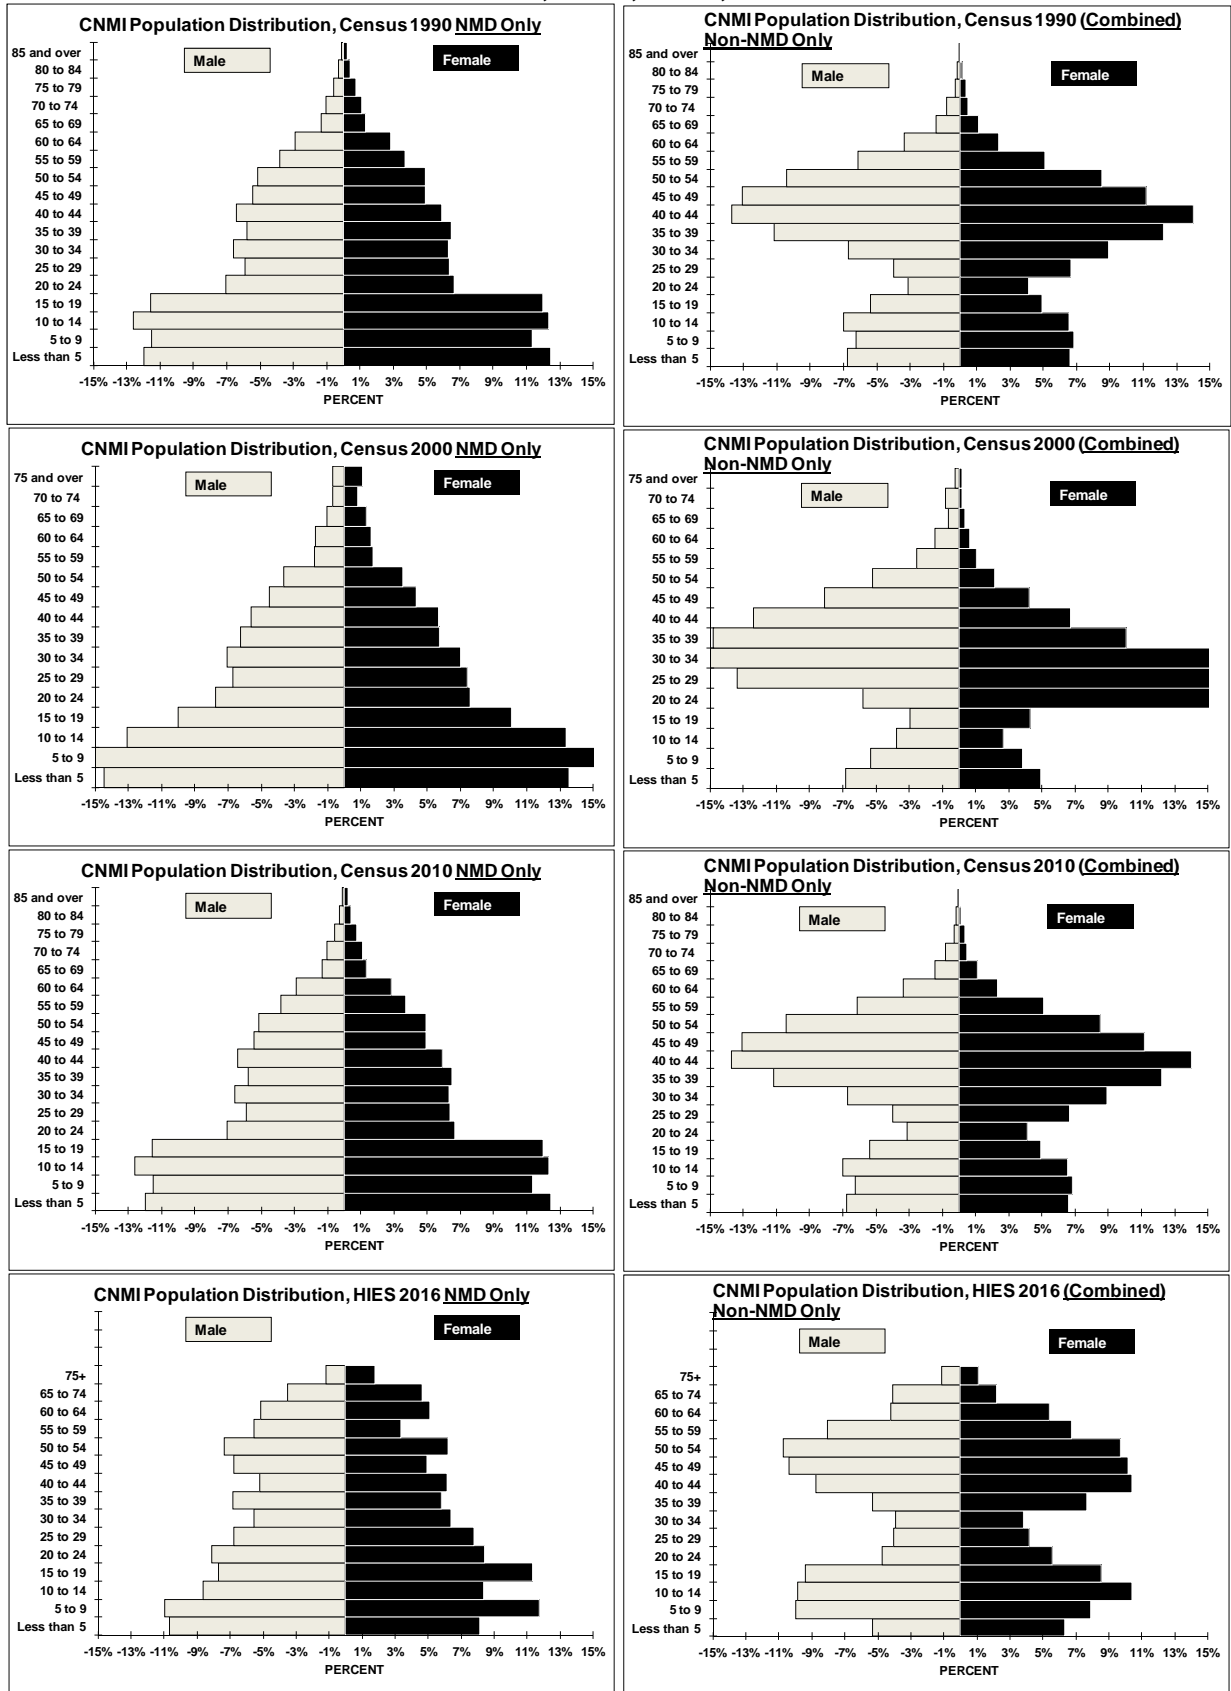 CNMI Population Distribution, Census 1990 NMD Only
85 and over
80 to 84
75 to 79
70 to 74
65 to 69
60 to 64
55 to 59
50 to 54
45 to 49
40 to 44
35 to 39
30 to 34
25 to 29
20 to 24
15 to 19
10 to 14
5 to 9
Less than 5
Male
Female
-15% -13% -11% -9% -7% -5% -3% -1% 1% 3% 5% 7% 9% 11% 13% 15%
PERCENT
CNMI Population Distribution, Census 1990 (Combined)
Non-NMD Only
85 and over
80 to 84
75 to 79
70 to 74
65 to 69
60 to 64
55 to 59
50 to 54
45 to 49
40 to 44
35 to 39
30 to 34
25 to 29
20 to 24
15 to 19
10 to 14
5 to 9
Less than 5
Male
Female
-15% -13% -11% -9% -7% -5% -3% -1% 1% 3% 5% 7% 9% 11% 13% 15%
PERCENT
CNMI Population Distribution, Census 2000 NMD Only
75 and over
70 to 74
65 to 69
60 to 64
55 to 59
50 to 54
45 to 49
40 to 44
35 to 39
30 to 34
25 to 29
20 to 24
15 to 19
10 to 14
5 to 9
Less than 5
Male
Female
-15% -13% -11% -9% -7% -5% -3% -1% 1% 3% 5% 7% 9% 11% 13% 15%
PERCENT
CNMI Population Distribution, Census 2000 (Combined)
Non-NMD Only
75 and over
70 to 74
65 to 69
60 to 64
55 to 59
50 to 54
45 to 49
40 to 44
35 to 39
30 to 34
25 to 29
20 to 24
15 to 19
10 to 14
5 to 9
Less than 5
Male
Female
-15% -13% -11% -9% -7% -5% -3% -1% 1% 3% 5% 7% 9% 11% 13% 15%
PERCENT
CNMI Population Distribution, Census 2010 NMD Only
85 and over
80 to 84
75 to 79
70 to 74
65 to 69
60 to 64
55 to 59
50 to 54
45 to 49
40 to 44
35 to 39
30 to 34
25 to 29
20 to 24
15 to 19
10 to 14
5 to 9
Less than 5
Male
Female
-15% -13% -11% -9% -7% -5% -3% -1% 1% 3% 5% 7% 9% 11% 13% 15%
PERCENT
CNMI Population Distribution, Census 2010 (Combined)
Non-NMD Only
85 and over
80 to 84
75 to 79
70 to 74
65 to 69
60 to 64
55 to 59
50 to 54
45 to 49
40 to 44
35 to 39
30 to 34
25 to 29
20 to 24
15 to 19
10 to 14
5 to 9
Less than 5
Male
Female
-15% -13% -11% -9% -7% -5% -3% -1% 1% 3% 5% 7% 9% 11% 13% 15%
PERCENT
CNMI Population Distribution, HIES 2016 NMD Only
Male
Female
75+
65 to 74
60 to 64
55 to 59
50 to 54
45 to 49
40 to 44
35 to 39
30 to 34
25 to 29
20 to 24
15 to 19
10 to 14
5 to 9
Less than 5
-15% -13% -11% -9% -7% -5% -3% -1% 1% 3% 5% 7% 9% 11% 13% 15%
PERCENT
CNMI Population Distribution, HIES 2016 (Combined)
Non-NMD Only
Male
Female
75+
65 to 74
60 to 64
55 to 59
50 to 54
45 to 49
40 to 44
35 to 39
30 to 34
25 to 29
20 to 24
15 to 19
10 to 14
5 to 9
Less than 5
-15% -13% -11% -9% -7% -5% -3% -1% 1% 3% 5% 7% 9% 11% 13% 15%
PERCENT